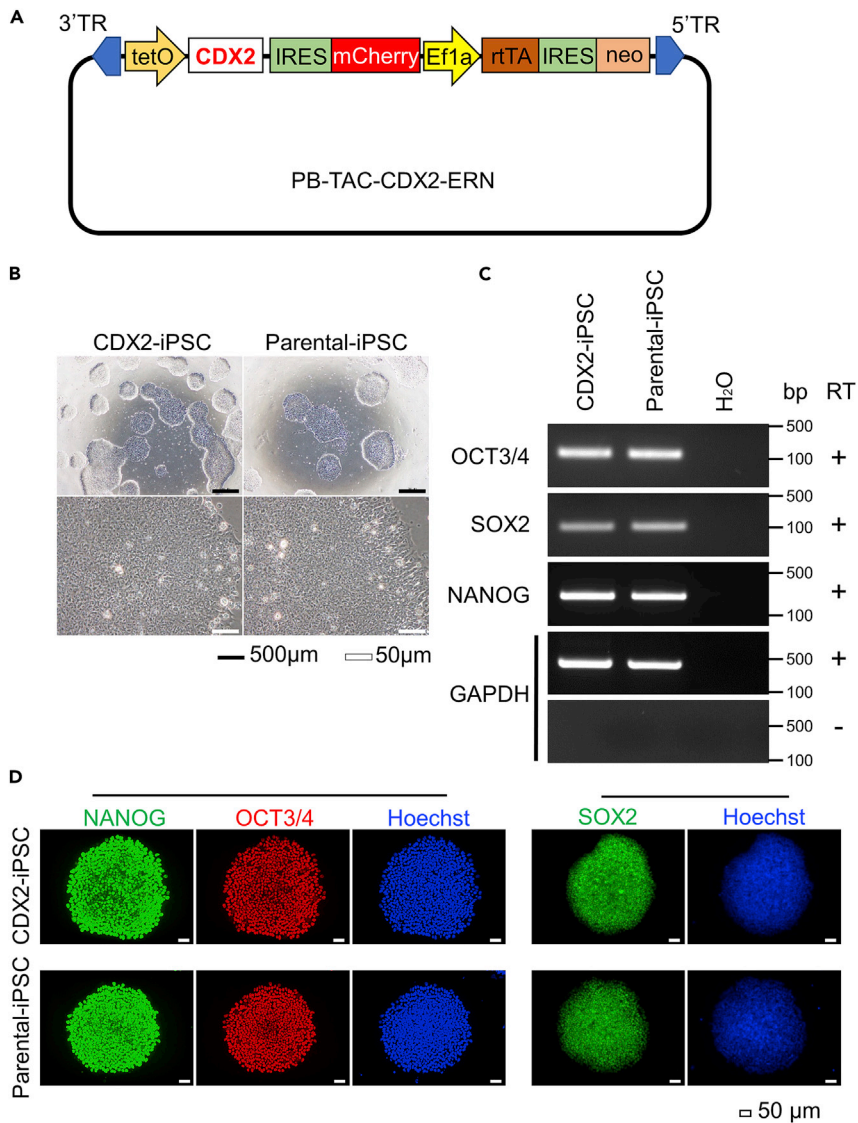 A
3'TR
5'TR
tetO CDX2 IRES mCherry Ef1a rtTA IRES neo
PB-TAC-CDX2-ERN
B
CDX2-iPSC Parental-iPSC
500μm 50μm
C
CDX2-iPSC
Parental-iPSC
H₂O
bp RT
OCT3/4
500
100
+
SOX2
500
100
+
NANOG
500
100
+
GAPDH
500
100
+
500
100
-
D
NANOG OCT3/4 Hoechst SOX2 Hoechst
CDX2-iPSC
Parental-iPSC
50 μm